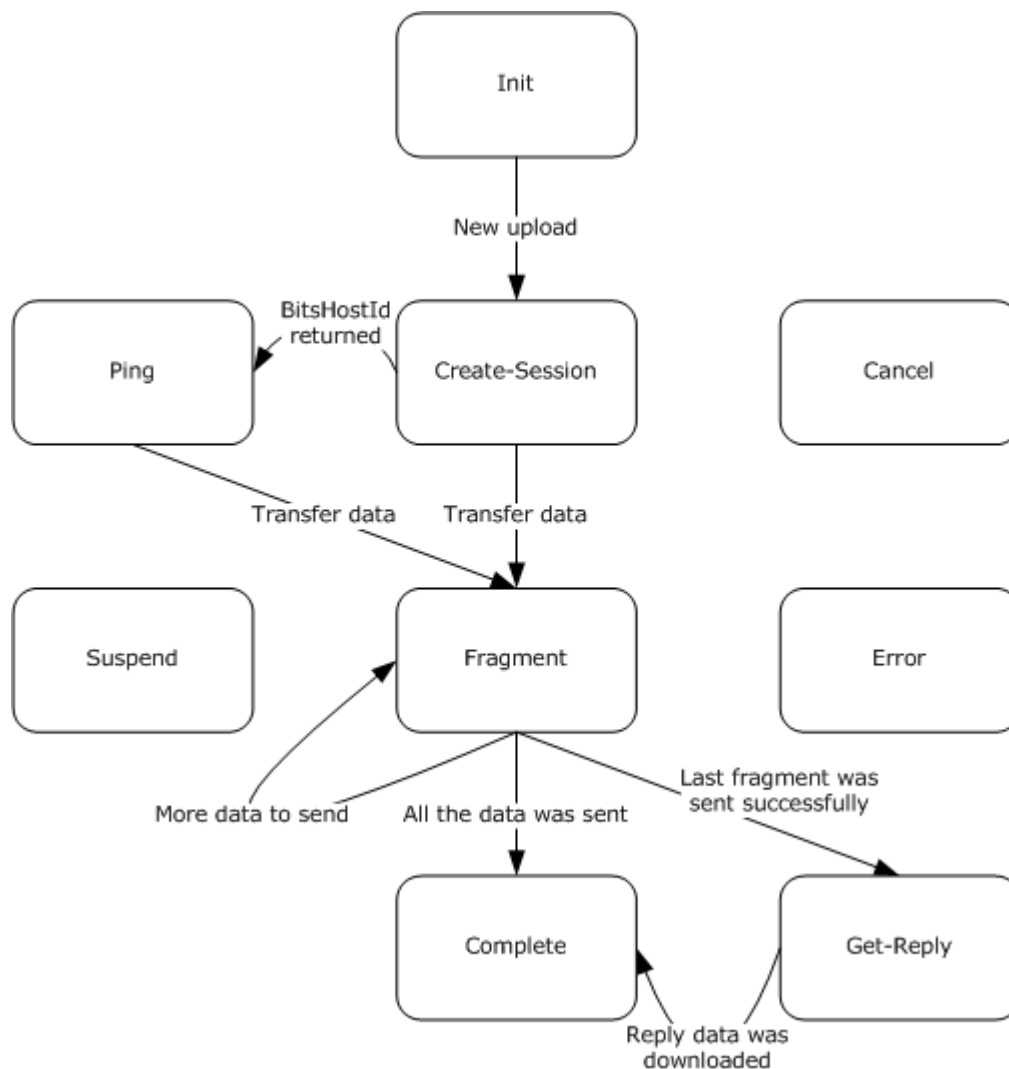 Init
New upload
BitsHostId
returned
Ping
Create-Session
Cancel
Transfer data
Transfer data
Suspend
Fragment
Error
Last fragment was
sent successfully
More data to send
All the data was sent
Complete
Get-Reply
Reply data was
downloaded